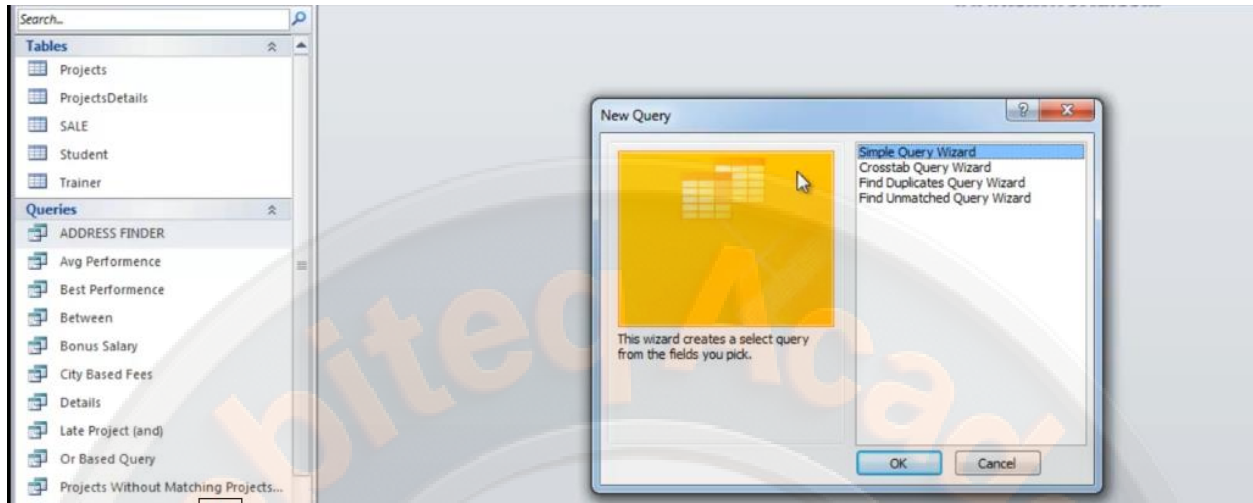 Search...
Tables
Projects
ProjectsDetails
SALE
Student
Trainer
Queries
ADDRESS FINDER
Avg Performence
Best Performence
Between
Bonus Salary
City Based Fees
Details
Late Project (and)
Or Based Query
Projects Without Matching Projects...
New Query
Simple Query Wizard
Crosstab Query Wizard
Find Duplicates Query Wizard
Find Unmatched Query Wizard
This wizard creates a select query
from the fields you pick.
OK
Cancel